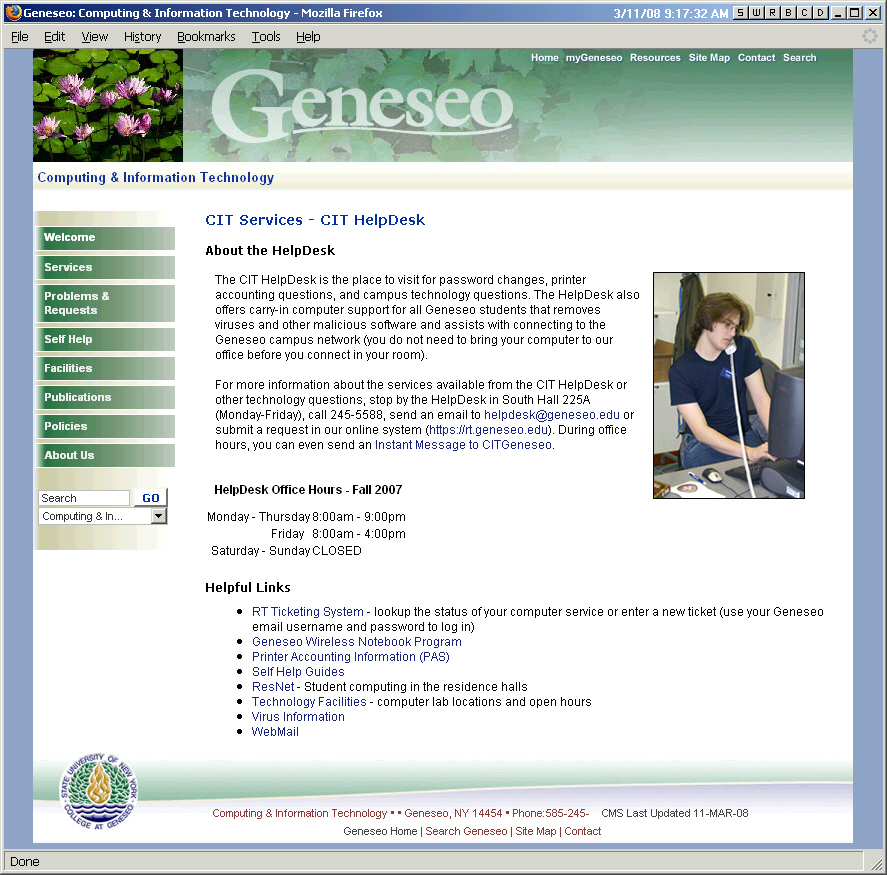 Geneseo: Computing & Information Technology - Mozilla Firefox
3/11/08 9:17:32 AM S W R B C D
File Edit View History Bookmarks Tools Help
Home myGeneseo Resources Site Map Contact Search
Geneseo
Computing & Information Technology
Welcome
Services
Problems &
Requests
Self Help
Facilities
Publications
Policies
About Us
Search GO
Computing & In...
CIT Services - CIT HelpDesk
About the HelpDesk
The CIT HelpDesk is the place to visit for password changes, printer
accounting questions, and campus technology questions. The HelpDesk also
offers carry-in computer support for all Geneseo students that removes
viruses and other malicious software and assists with connecting to the
Geneseo campus network (you do not need to bring your computer to our
office before you connect in your room).
For more information about the services available from the CIT HelpDesk or
other technology questions, stop by the HelpDesk in South Hall 225A
(Monday-Friday), call 245-5588, send an email to helpdesk@geneseo.edu or
submit a request in our online system (https://rt.geneseo.edu). During office
hours, you can even send an Instant Message to CITGeneseo.
HelpDesk Office Hours - Fall 2007
Monday - Thursday 8:00am - 9:00pm
Friday 8:00am - 4:00pm
Saturday - Sunday CLOSED
Helpful Links
• RT Ticketing System - lookup the status of your computer service or enter a new ticket (use your Geneseo
email username and password to log in)
• Geneseo Wireless Notebook Program
• Printer Accounting Information (PAS)
• Self Help Guides
• ResNet - Student computing in the residence halls
• Technology Facilities - computer lab locations and open hours
• Virus Information
• WebMail
STATE UNIVERSITY OF NEW YORK
COLLEGE AT GENESEO
Computing & Information Technology • • Geneseo, NY 14454 • Phone:585-245- CMS Last Updated 11-MAR-08
Geneseo Home | Search Geneseo | Site Map | Contact
Done